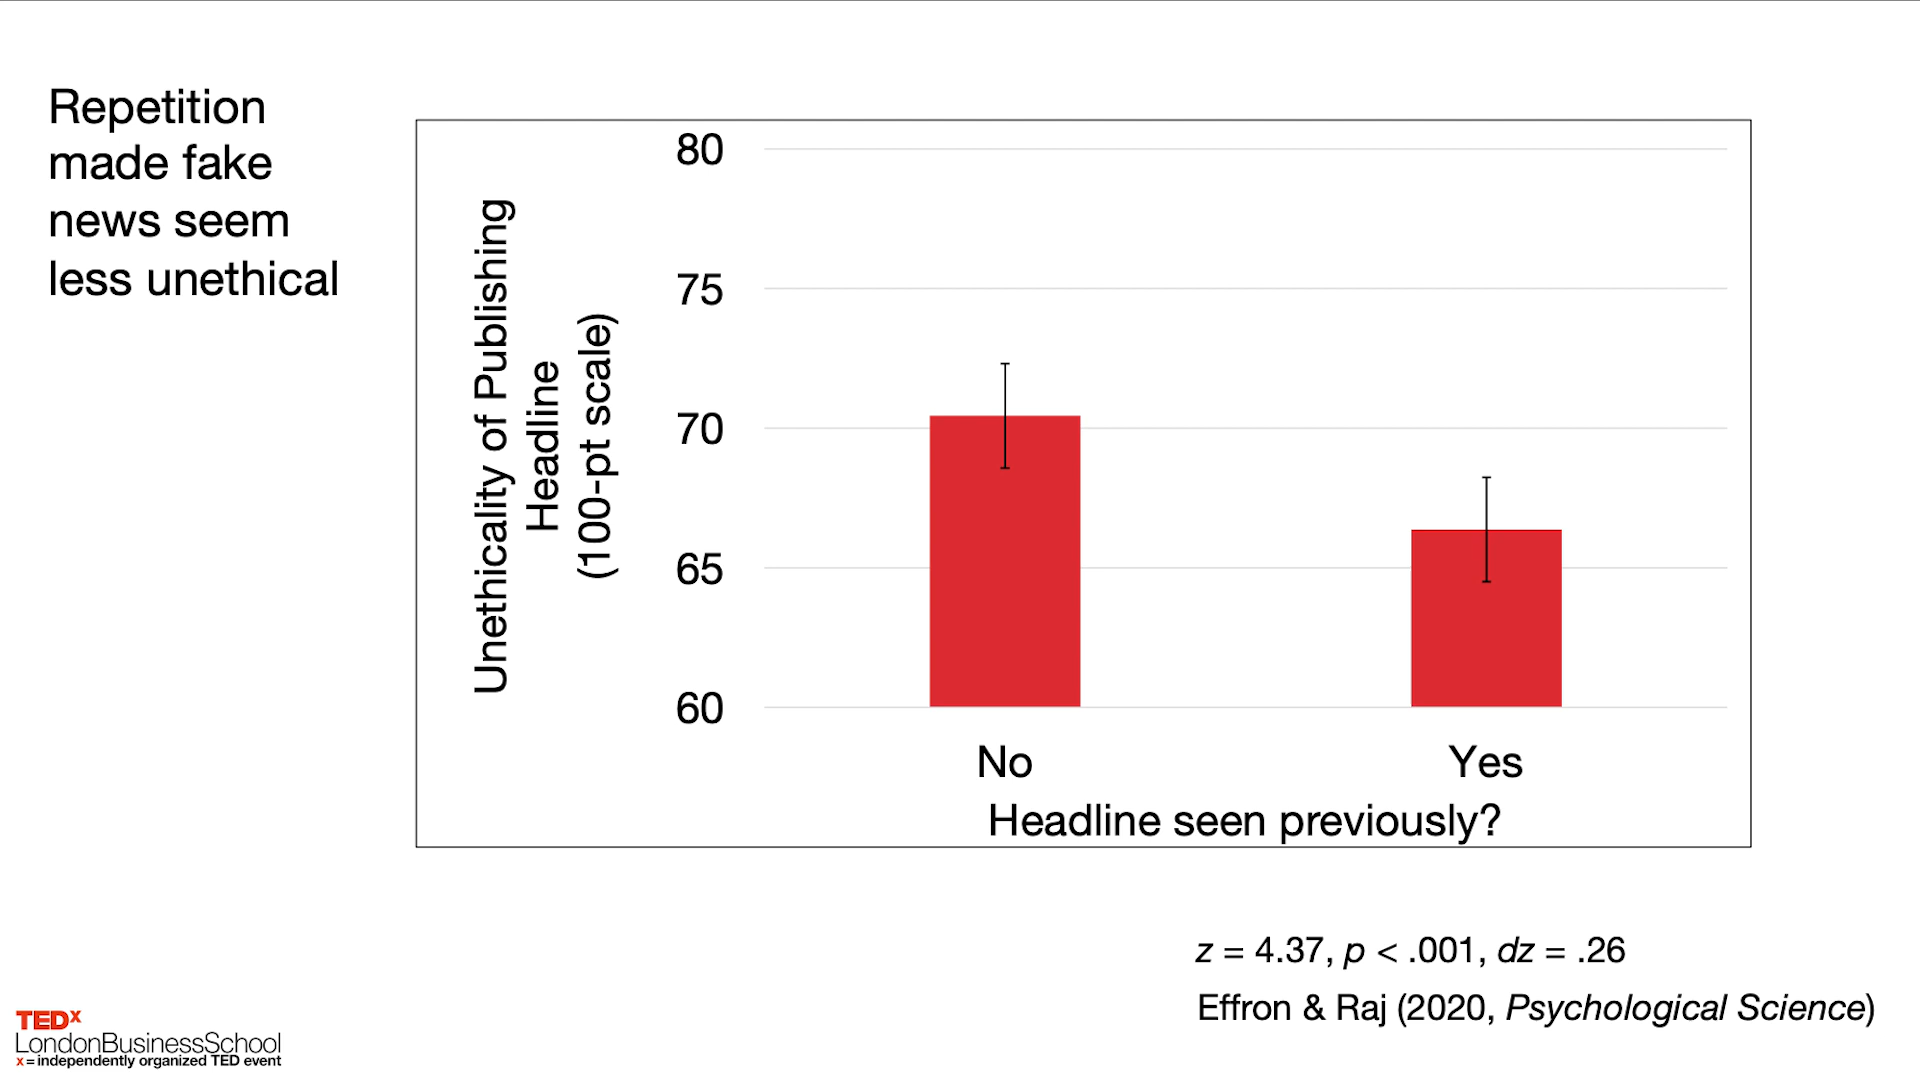 Repetition
made fake
news seem
less unethical
Unethicality of Publishing
Headline
(100-pt scale)
80
75
70
65
60
No
Yes
Headline seen previously?
z = 4.37, p < .001, dz = .26
Effron & Raj (2020, Psychological Science)
TEDx
LondonBusinessSchool
x = independently organized TED event